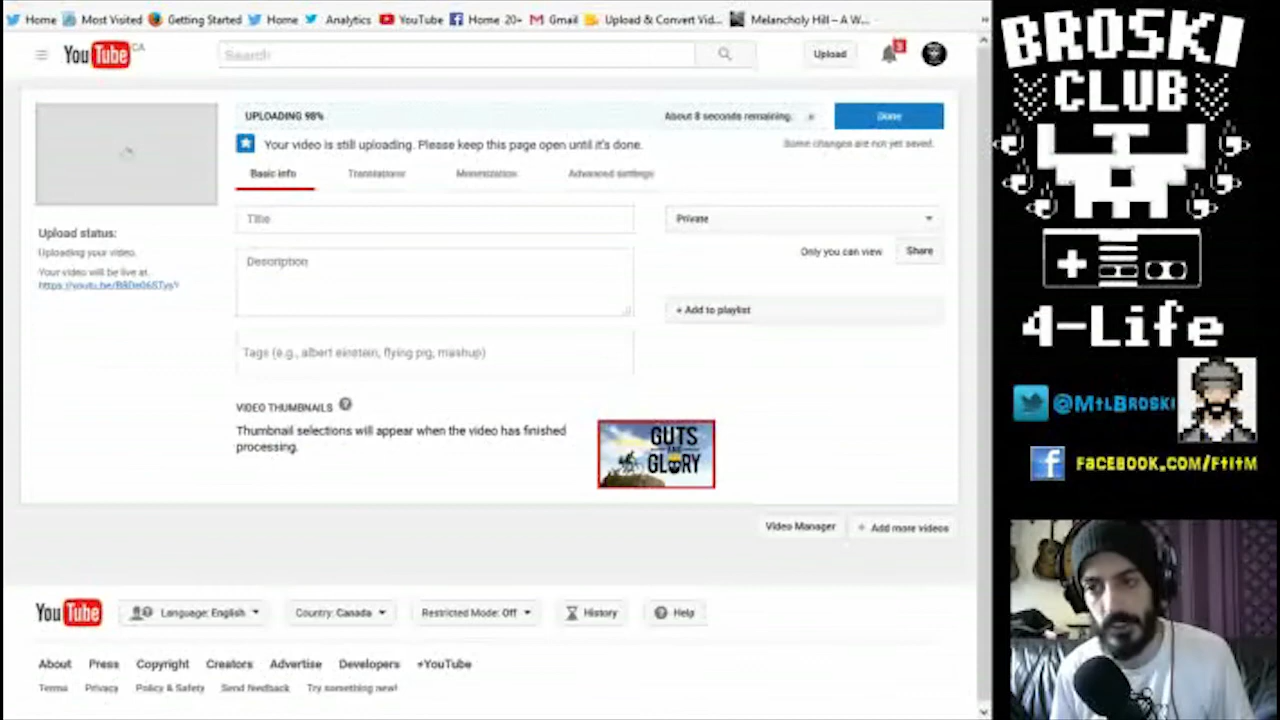 Home Most Visited Getting Started Home Analytics YouTube Home 20+ Gmail Upload & Convert Vid... Melancholy Hill – A W...
YouTube CA Search Upload 3
UPLOADING 98% About 8 seconds remaining. Done
Your video is still uploading. Please keep this page open until it's done. Some changes are not yet saved.
Basic info Translations Monetization Advanced settings
Title Private
Upload status:
Uploading your video.
Your video will be live at:
Only you can view Share
Description
+ Add to playlist
Tags (e.g., albert einstein, flying pig, mashup)
VIDEO THUMBNAILS ?
Thumbnail selections will appear when the video has finished
processing.
GUTS
AND
GLORY
Video Manager + Add more videos
YouTube Language: English Country: Canada Restricted Mode: Off History Help
About Press Copyright Creators Advertise Developers +YouTube
Terms Privacy Policy & Safety Send feedback Try something new!
BROSKI
CLUB
4-Life
@MtlBroski
facebook.com/FtitM